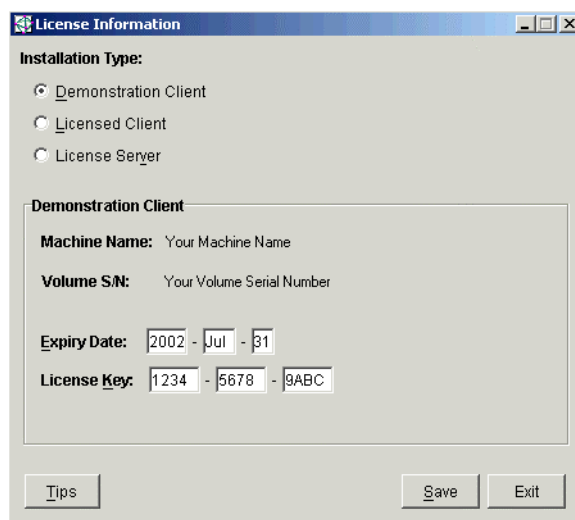 License Information
Installation Type:
Demonstration Client
Licensed Client
License Server
Demonstration Client
Machine Name: Your Machine Name
Volume S/N: Your Volume Serial Number
Expiry Date: 2002 - Jul - 31
License Key: 1234 - 5678 - 9ABC
Tips Save Exit